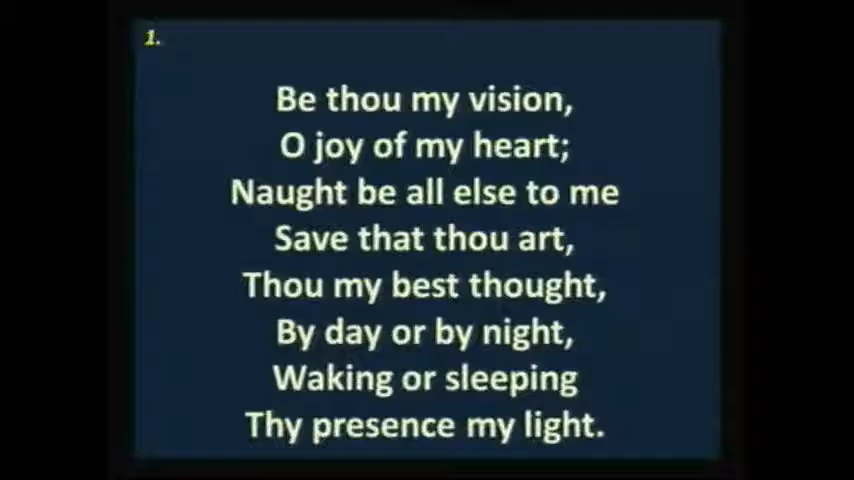 1.
Be thou my vision,
O joy of my heart;
Naught be all else to me
Save that thou art,
Thou my best thought,
By day or by night,
Waking or sleeping
Thy presence my light.